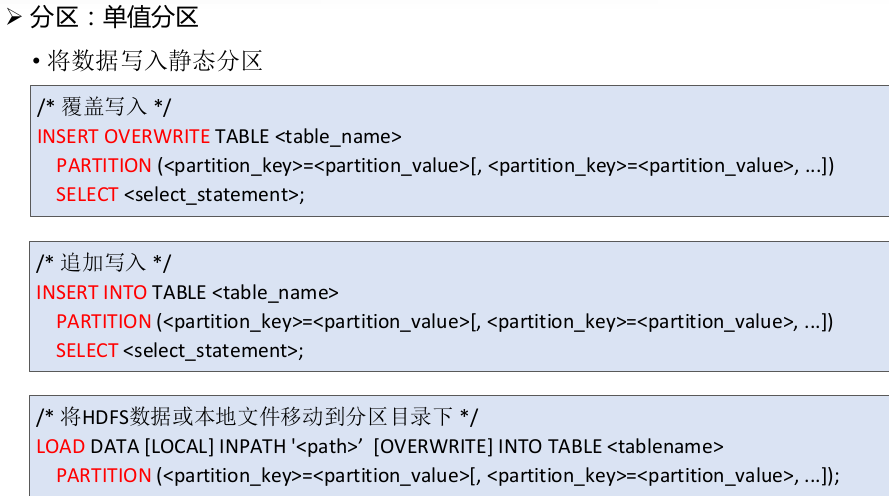 ➢ 分区：单值分区
• 将数据写入静态分区
/* 覆盖写入 */
INSERT OVERWRITE TABLE <table_name>
PARTITION (<partition_key>=<partition_value>[, <partition_key>=<partition_value>, ...])
SELECT <select_statement>;
/* 追加写入 */
INSERT INTO TABLE <table_name>
PARTITION (<partition_key>=<partition_value>[, <partition_key>=<partition_value>, ...])
SELECT <select_statement>;
/* 将HDFS数据或本地文件移动到分区目录下 */
LOAD DATA [LOCAL] INPATH '<path>’ [OVERWRITE] INTO TABLE <tablename>
PARTITION (<partition_key>=<partition_value>[, <partition_key>=<partition_value>, ...]);